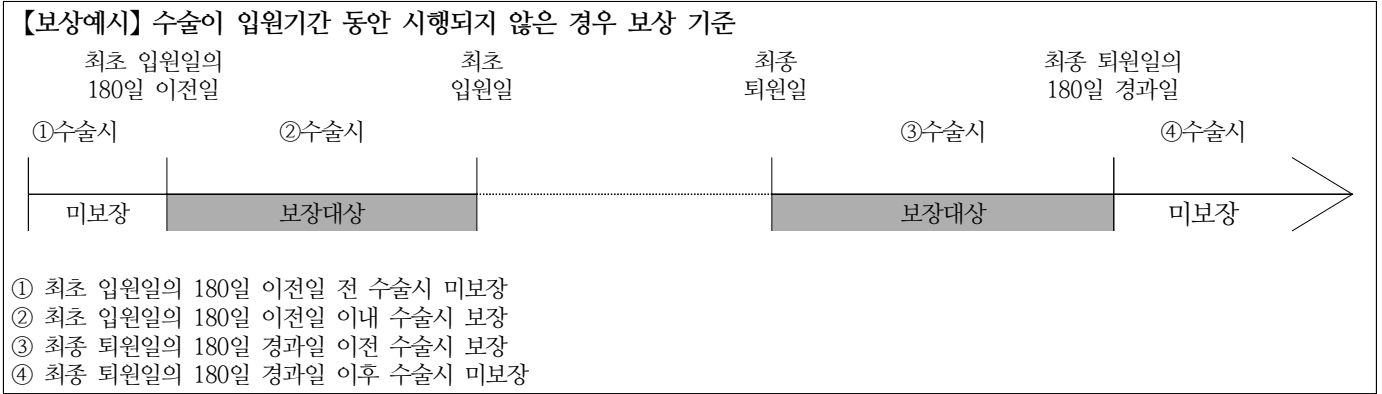 【보상예시】 수술이 입원기간 동안 시행되지 않은 경우 보상 기준
최초 입원일의
180일 이전일
최초
입원일
최종
퇴원일
최종 퇴원일의
180일 경과일
①수술시
②수술시
③수술시
④수술시
미보장
보장대상
보장대상
미보장
① 최초 입원일의 180일 이전일 전 수술시 미보장
② 최초 입원일의 180일 이전일 이내 수술시 보장
③ 최종 퇴원일의 180일 경과일 이전 수술시 보장
④ 최종 퇴원일의 180일 경과일 이후 수술시 미보장